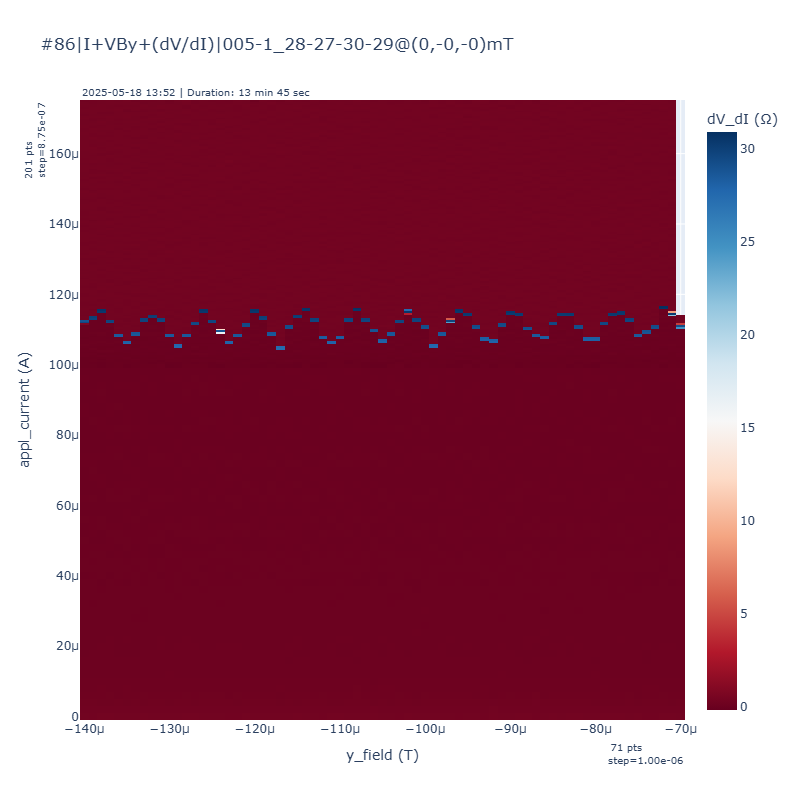 #86|I+VBy+(dV/dI)|005-1_28-27-30-29@(0,-0,-0)mT
2025-05-18 13:52 | Duration: 13 min 45 sec
201 pts
step=8.75e-07
dV_dI (Ω)
160μ
140μ
120μ
100μ
80μ
60μ
40μ
20μ
0
appl_current (A)
30
25
20
15
10
5
0
−140μ
−130μ
−120μ
−110μ
−100μ
−90μ
−80μ
−70μ
y_field (T)
71 pts
step=1.00e-06